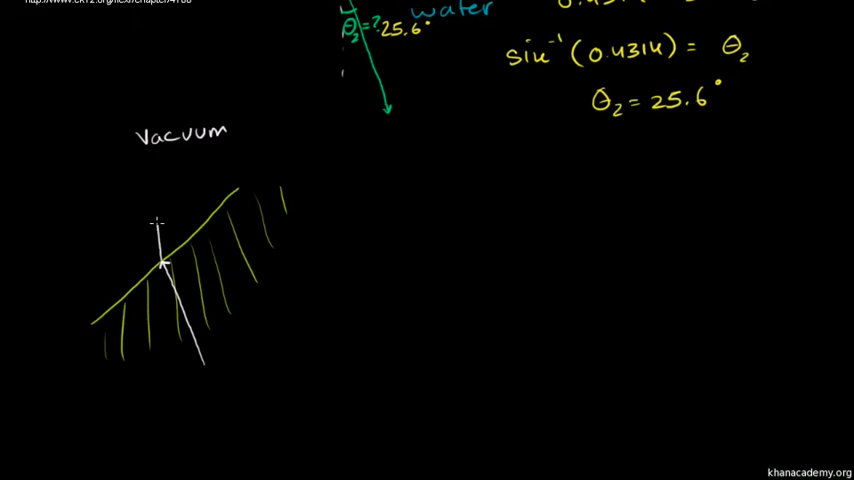 water
θ₂ = ? 25.6°
sin⁻¹(0.4314) = θ₂
θ₂ = 25.6°
Vacuum
khanacademy.org